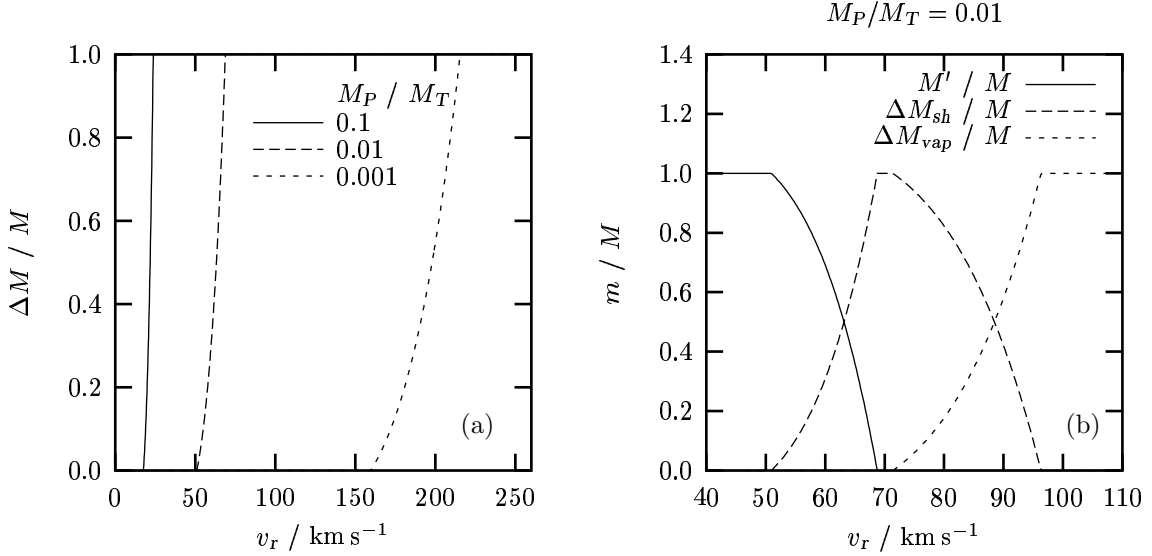 M_P/M_T = 0.01
1.0
0.8
0.6
0.4
0.2
0.0
ΔM / M
M_P / M_T
0.1
0.01
0.001
(a)
0 50 100 150 200 250
v_r / km s⁻¹
1.4
1.2
1.0
0.8
0.6
0.4
0.2
0.0
m / M
M′ / M
ΔM_sh / M
ΔM_vap / M
(b)
40 50 60 70 80 90 100 110
v_r / km s⁻¹